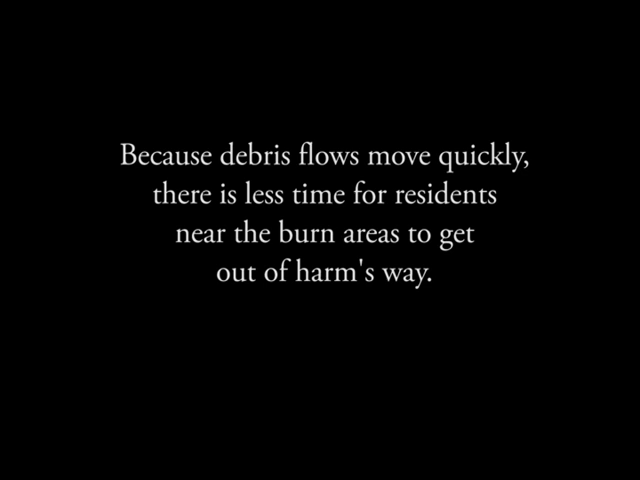 Because debris flows move quickly,
there is less time for residents
near the burn areas to get
out of harm's way.